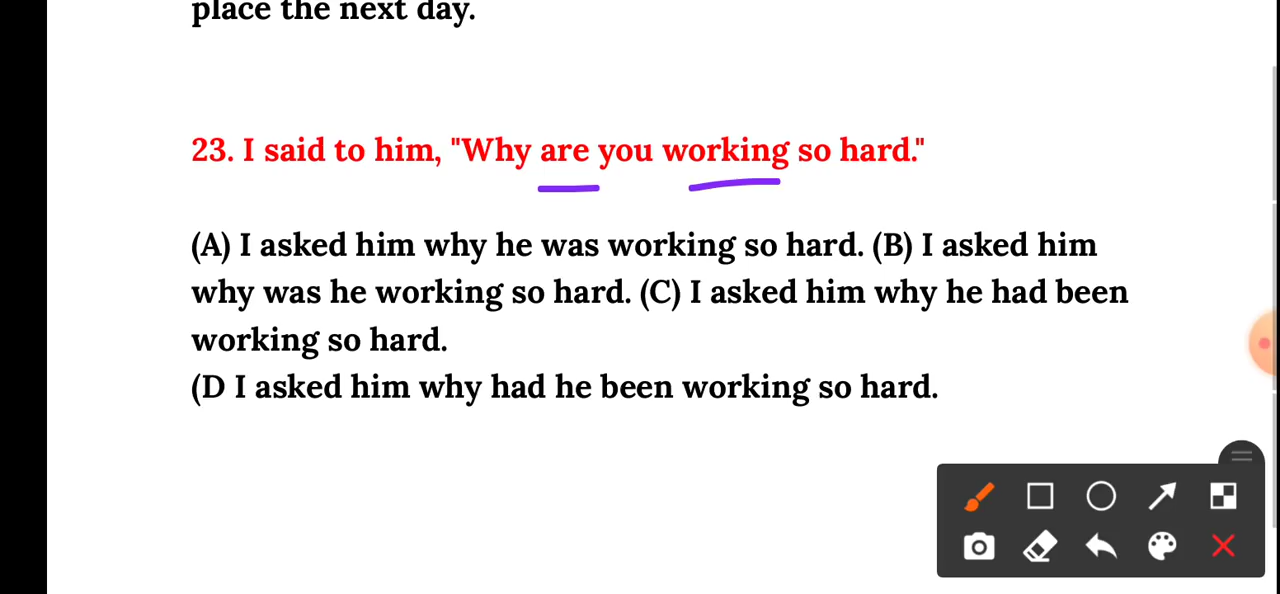 place the next day.
23. I said to him, "Why are you working so hard."
(A) I asked him why he was working so hard. (B) I asked him
why was he working so hard. (C) I asked him why he had been
working so hard.
(D I asked him why had he been working so hard.